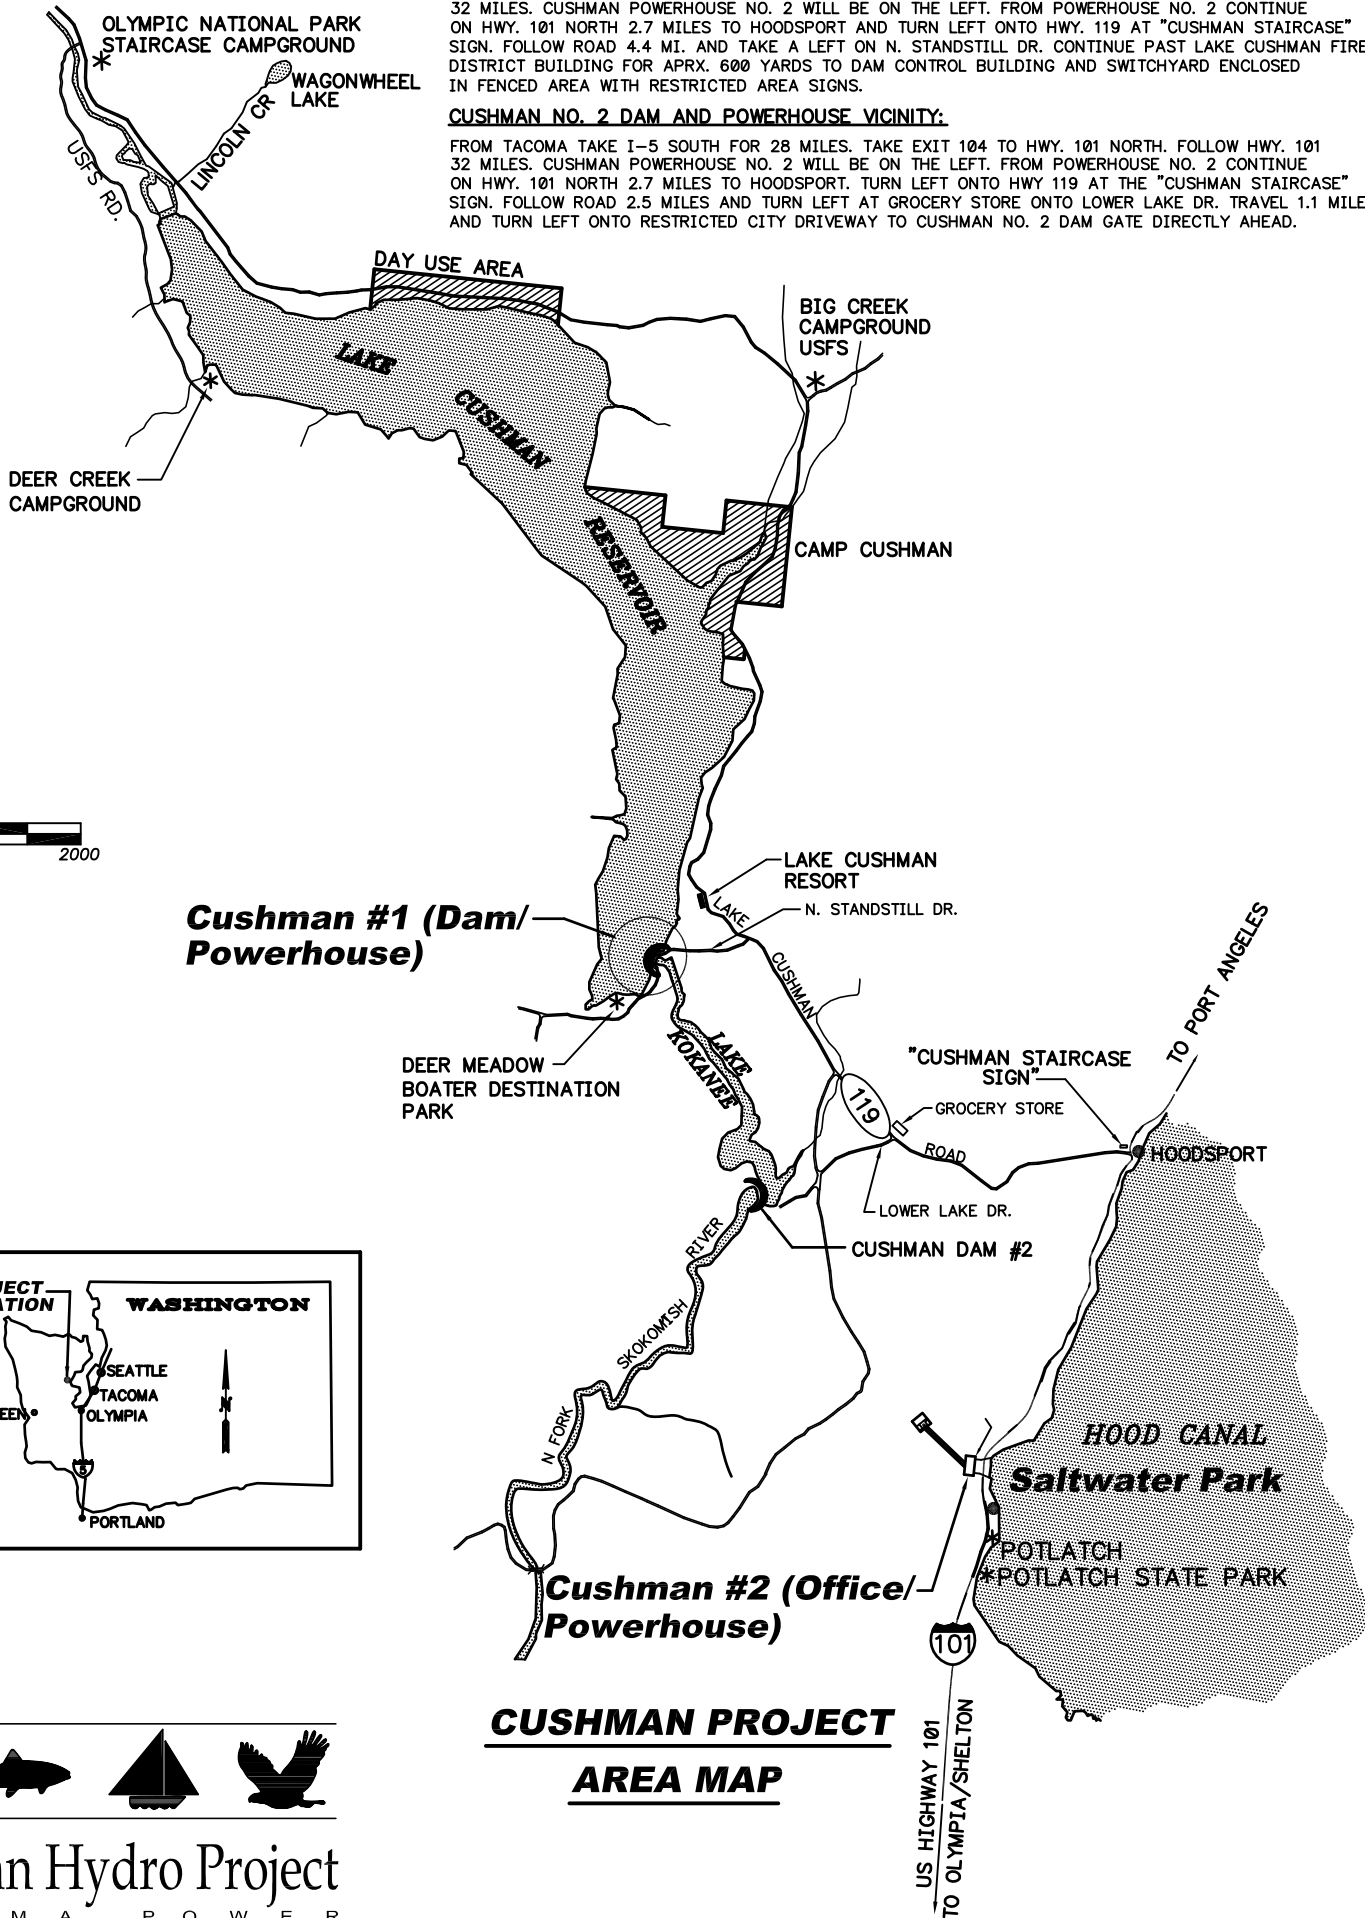 32 MILES. CUSHMAN POWERHOUSE NO. 2 WILL BE ON THE LEFT. FROM POWERHOUSE NO. 2 CONTINUE
ON HWY. 101 NORTH 2.7 MILES TO HOODSPORT AND TURN LEFT ONTO HWY. 119 AT "CUSHMAN STAIRCASE"
SIGN. FOLLOW ROAD 4.4 MI. AND TAKE A LEFT ON N. STANDSTILL DR. CONTINUE PAST LAKE CUSHMAN FIRE
DISTRICT BUILDING FOR APRX. 600 YARDS TO DAM CONTROL BUILDING AND SWITCHYARD ENCLOSED
IN FENCED AREA WITH RESTRICTED AREA SIGNS.
CUSHMAN NO. 2 DAM AND POWERHOUSE VICINITY:
FROM TACOMA TAKE I-5 SOUTH FOR 28 MILES. TAKE EXIT 104 TO HWY. 101 NORTH. FOLLOW HWY. 101
32 MILES. CUSHMAN POWERHOUSE NO. 2 WILL BE ON THE LEFT. FROM POWERHOUSE NO. 2 CONTINUE
ON HWY. 101 NORTH 2.7 MILES TO HOODSPORT. TURN LEFT ONTO HWY 119 AT THE "CUSHMAN STAIRCASE"
SIGN. FOLLOW ROAD 2.5 MILES AND TURN LEFT AT GROCERY STORE ONTO LOWER LAKE DR. TRAVEL 1.1 MILE
AND TURN LEFT ONTO RESTRICTED CITY DRIVEWAY TO CUSHMAN NO. 2 DAM GATE DIRECTLY AHEAD.
OLYMPIC NATIONAL PARK
STAIRCASE CAMPGROUND
WAGONWHEEL
LAKE
LINCOLN CR
USFS RD.
DAY USE AREA
BIG CREEK
CAMPGROUND
USFS
LAKE
CUSHMAN
RESERVOIR
DEER CREEK
CAMPGROUND
CAMP CUSHMAN
2000
LAKE CUSHMAN
RESORT
N. STANDSTILL DR.
Cushman #1 (Dam/
Powerhouse)
LAKE
CUSHMAN
ROAD
119
DEER MEADOW
BOATER DESTINATION
PARK
LAKE
KOKANEE
"CUSHMAN STAIRCASE
SIGN"
GROCERY STORE
TO PORT ANGELES
HOODSPORT
LOWER LAKE DR.
CUSHMAN DAM #2
N FORK
SKOKOMISH
RIVER
JECT
ATION
WASHINGTON
SEATTLE
TACOMA
OLYMPIA
EEN
N
5
PORTLAND
HOOD CANAL
Saltwater Park
POTLATCH
POTLATCH STATE PARK
Cushman #2 (Office/
Powerhouse)
101
US HIGHWAY 101
TO OLYMPIA/SHELTON
CUSHMAN PROJECT
AREA MAP
an Hydro Project
M A P O W E R